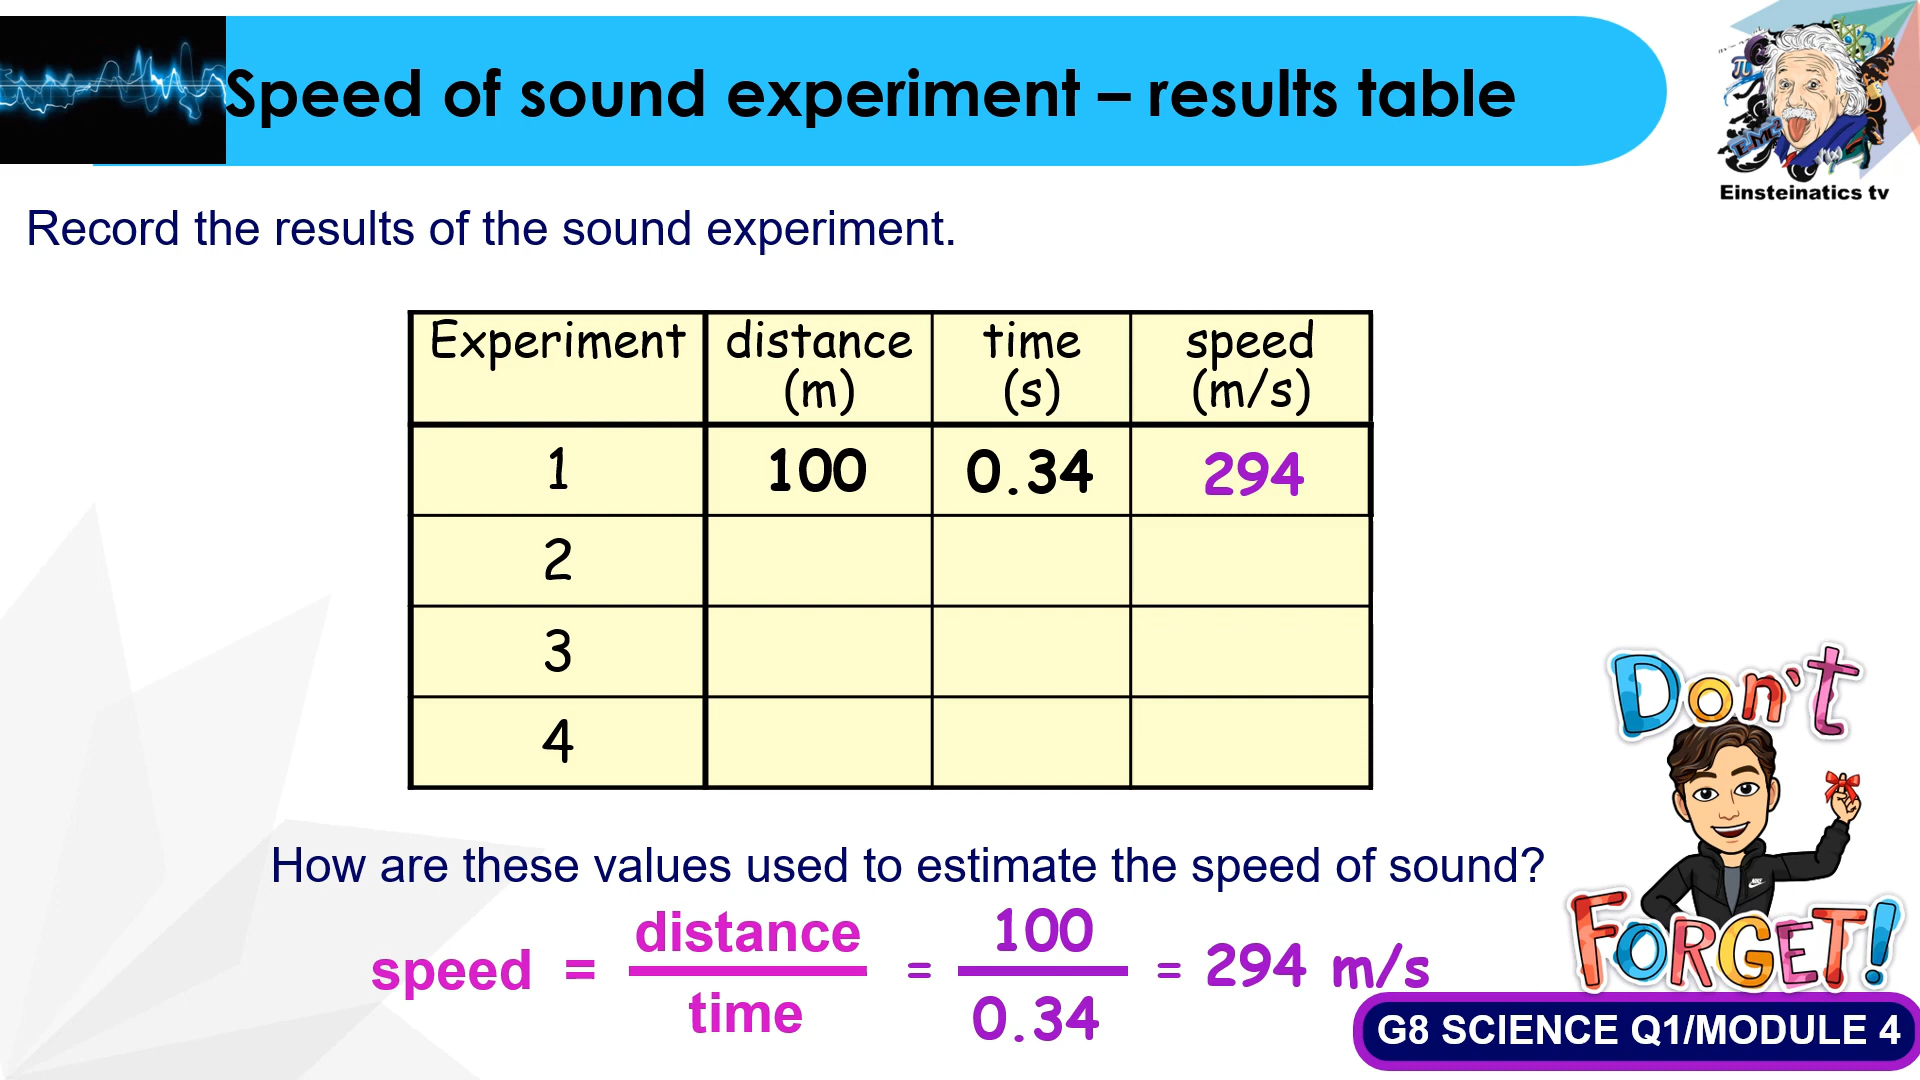 Speed of sound experiment – results table
Einsteinatics tv
Record the results of the sound experiment.
Experiment distance (m) time (s) speed (m/s)
1 100 0.34 294
2
3
4
Don't
FORGET!
How are these values used to estimate the speed of sound?
speed = distance / time = 100 / 0.34 = 294 m/s
G8 SCIENCE Q1/MODULE 4